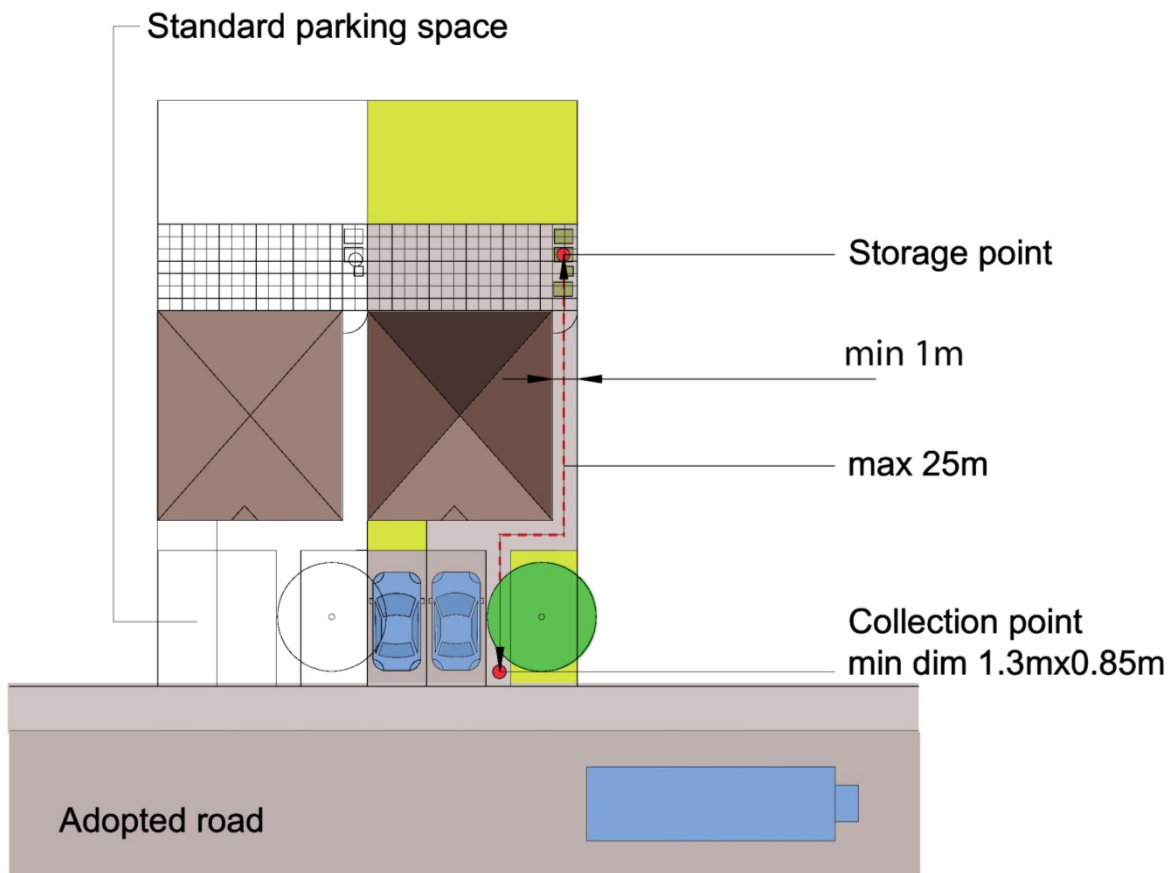 Standard parking space
Storage point
min 1m
max 25m
Collection point
min dim 1.3mx0.85m
Adopted road